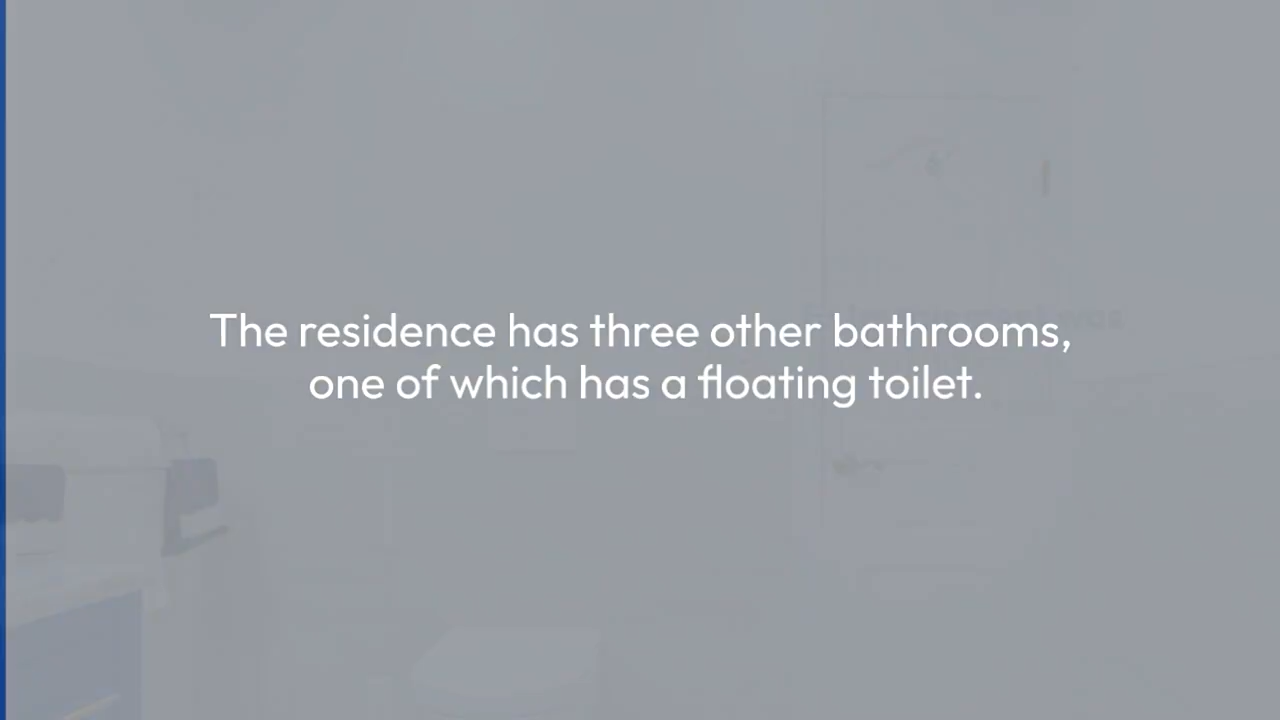 The residence has three other bathrooms,
one of which has a floating toilet.